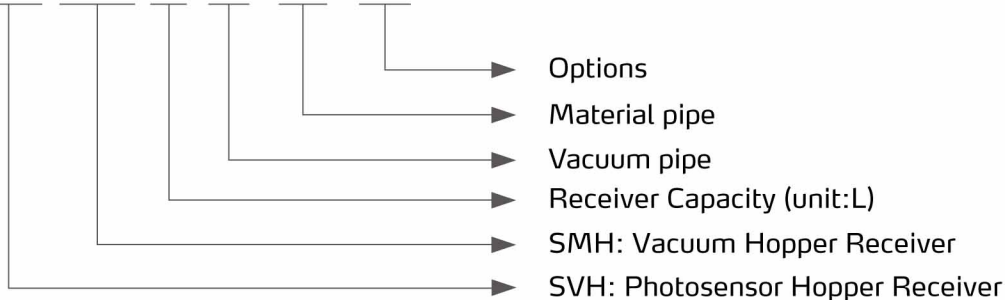 Options
Material pipe
Vacuum pipe
Receiver Capacity (unit:L)
SMH: Vacuum Hopper Receiver
SVH: Photosensor Hopper Receiver